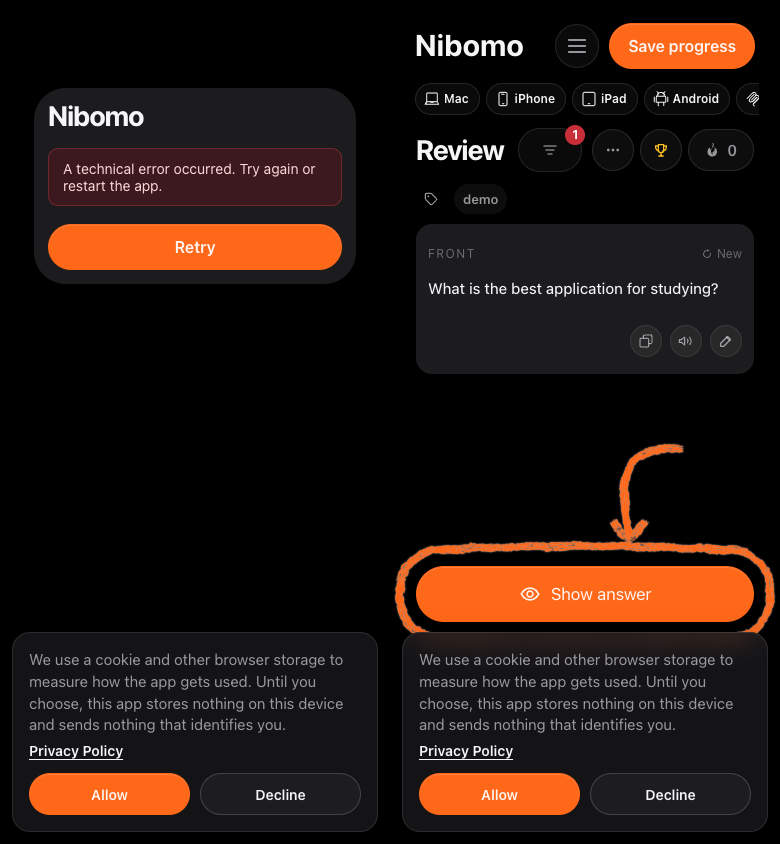 Nibomo
A technical error occurred. Try again or
restart the app.
Retry
We use a cookie and other browser storage to
measure how the app gets used. Until you
choose, this app stores nothing on this device
and sends nothing that identifies you.
Privacy Policy
Allow
Decline
Nibomo
Save progress
Mac
iPhone
iPad
Android
Review
1
0
demo
FRONT
New
What is the best application for studying?
Show answer
We use a cookie and other browser storage to
measure how the app gets used. Until you
choose, this app stores nothing on this device
and sends nothing that identifies you.
Privacy Policy
Allow
Decline